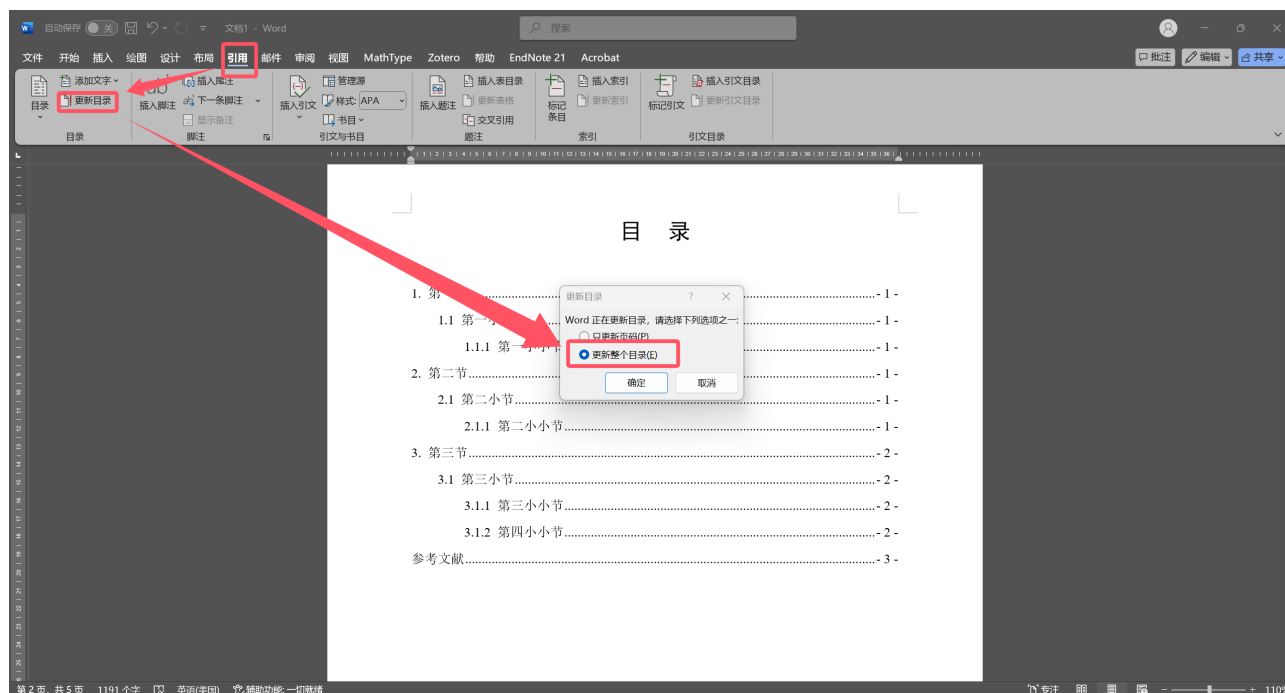 自动保存 关 文档1 - Word 搜索
文件 开始 插入 绘图 设计 布局 引用 邮件 审阅 视图 MathType Zotero 帮助 EndNote 21 Acrobat 批注 编辑 共享
目录
添加文字
更新目录
目录
插入脚注
插入尾注
下一条脚注
显示备注
脚注
插入引文
管理源
样式: APA
书目
引文与书目
插入题注
插入表目录
更新表格
交叉引用
题注
标记
条目
插入索引
更新索引
索引
标记引文
插入引文目录
更新引文目录
引文目录
目 录
1. 第 - 1 -
1.1 第一小 - 1 -
1.1.1 第一小小节 - 1 -
2. 第二节 - 1 -
2.1 第二小节 - 1 -
2.1.1 第二小小节 - 1 -
3. 第三节 - 2 -
3.1 第三小节 - 2 -
3.1.1 第三小小节 - 2 -
3.1.2 第四小小节 - 2 -
参考文献 - 3 -
更新目录 ? ×
Word 正在更新目录，请选择下列选项之一:
只更新页码(P)
更新整个目录(E)
确定 取消
第 2 页, 共 5 页 1191 个字 英语(美国) 辅助功能: 一切就绪 专注